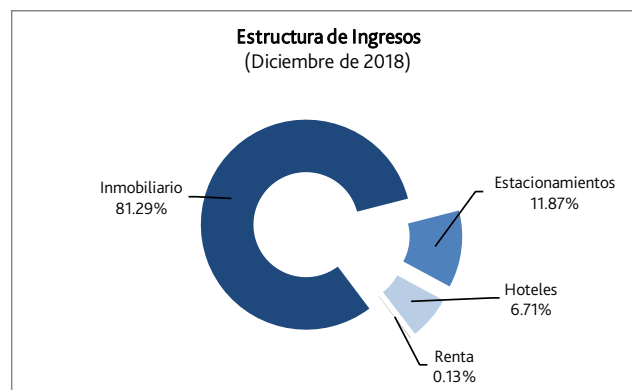 Estructura de Ingresos
(Diciembre de 2018)
Inmobiliario
81.29%
Estacionamientos
11.87%
Hoteles
6.71%
Renta
0.13%